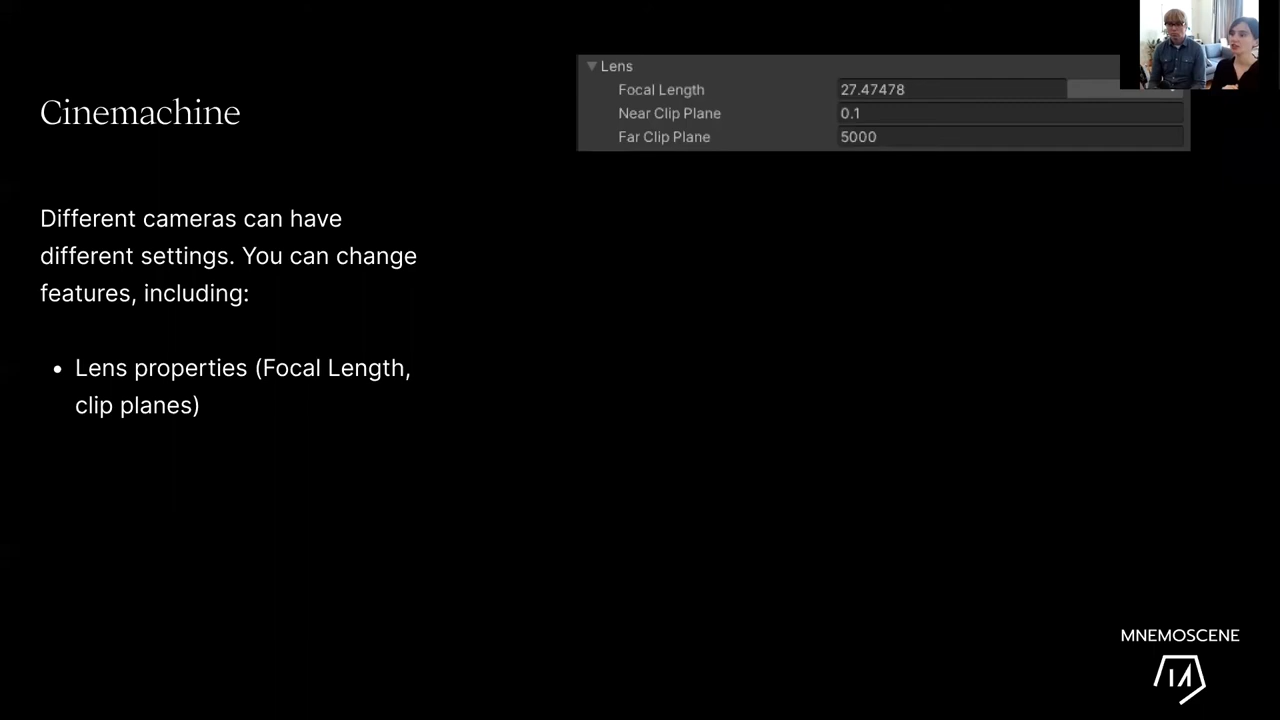 Cinemachine
Different cameras can have
different settings. You can change
features, including:
• Lens properties (Focal Length,
clip planes)
Lens
Focal Length 27.47478
Near Clip Plane 0.1
Far Clip Plane 5000
MNEMOSCENE